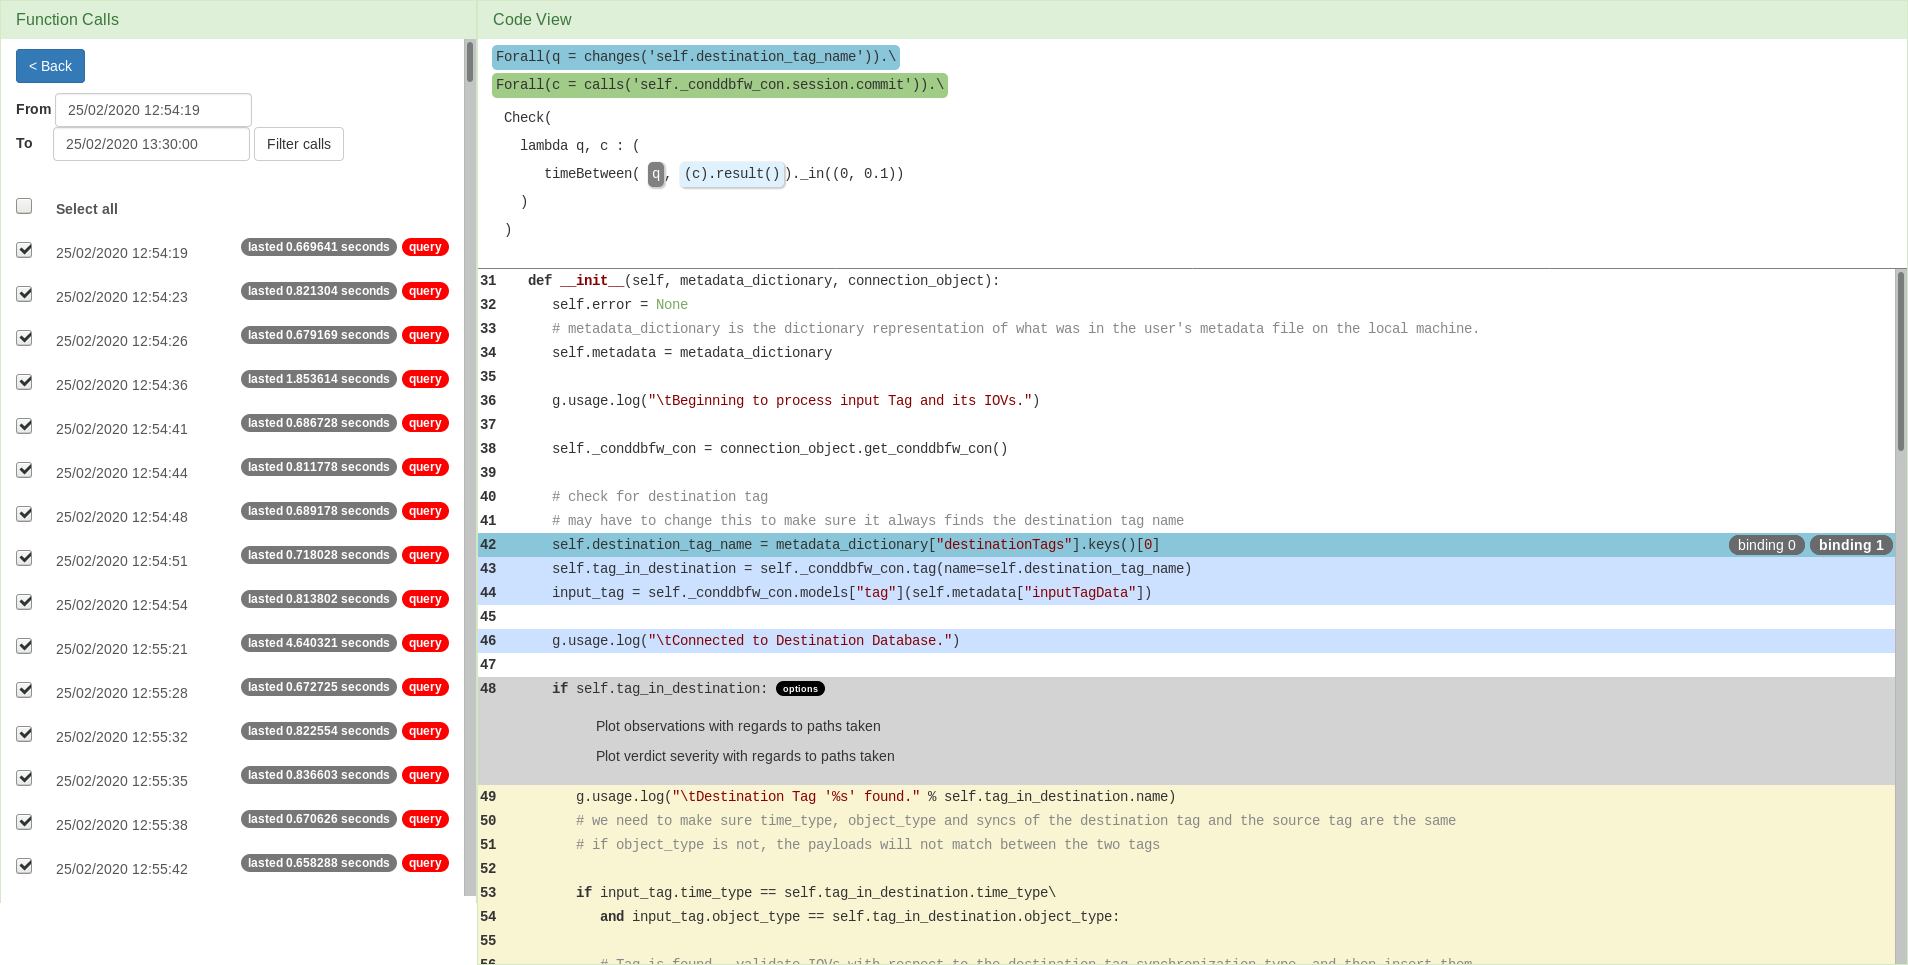 Function Calls
< Back
From 25/02/2020 12:54:19
To 25/02/2020 13:30:00 Filter calls
Select all
25/02/2020 12:54:19 lasted 0.669641 seconds query
25/02/2020 12:54:23 lasted 0.821304 seconds query
25/02/2020 12:54:26 lasted 0.679169 seconds query
25/02/2020 12:54:36 lasted 1.853614 seconds query
25/02/2020 12:54:41 lasted 0.686728 seconds query
25/02/2020 12:54:44 lasted 0.811778 seconds query
25/02/2020 12:54:48 lasted 0.689178 seconds query
25/02/2020 12:54:51 lasted 0.718028 seconds query
25/02/2020 12:54:54 lasted 0.813802 seconds query
25/02/2020 12:55:21 lasted 4.640321 seconds query
25/02/2020 12:55:28 lasted 0.672725 seconds query
25/02/2020 12:55:32 lasted 0.822554 seconds query
25/02/2020 12:55:35 lasted 0.836603 seconds query
25/02/2020 12:55:38 lasted 0.670626 seconds query
25/02/2020 12:55:42 lasted 0.658288 seconds query
Code View
Forall(q = changes('self.destination_tag_name')).\
Forall(c = calls('self._conddbfw_con.session.commit')).\
Check(
lambda q, c : (
timeBetween( q, (c).result())._in((0, 0.1))
)
)
31 def __init__(self, metadata_dictionary, connection_object):
32 self.error = None
33 # metadata_dictionary is the dictionary representation of what was in the user's metadata file on the local machine.
34 self.metadata = metadata_dictionary
35
36 g.usage.log("\tBeginning to process input Tag and its IOVs.")
37
38 self._conddbfw_con = connection_object.get_conddbfw_con()
39
40 # check for destination tag
41 # may have to change this to make sure it always finds the destination tag name
42 self.destination_tag_name = metadata_dictionary["destinationTags"].keys()[0] binding 0 binding 1
43 self.tag_in_destination = self._conddbfw_con.tag(name=self.destination_tag_name)
44 input_tag = self._conddbfw_con.models["tag"](self.metadata["inputTagData"])
45
46 g.usage.log("\tConnected to Destination Database.")
47
48 if self.tag_in_destination: options
Plot observations with regards to paths taken
Plot verdict severity with regards to paths taken
49 g.usage.log("\tDestination Tag '%s' found." % self.tag_in_destination.name)
50 # we need to make sure time_type, object_type and syncs of the destination tag and the source tag are the same
51 # if object_type is not, the payloads will not match between the two tags
52
53 if input_tag.time_type == self.tag_in_destination.time_type\
54 and input_tag.object_type == self.tag_in_destination.object_type:
55
56 # Tag is found validate IOVs with respect to the destination tag synchronization type, and then insert them